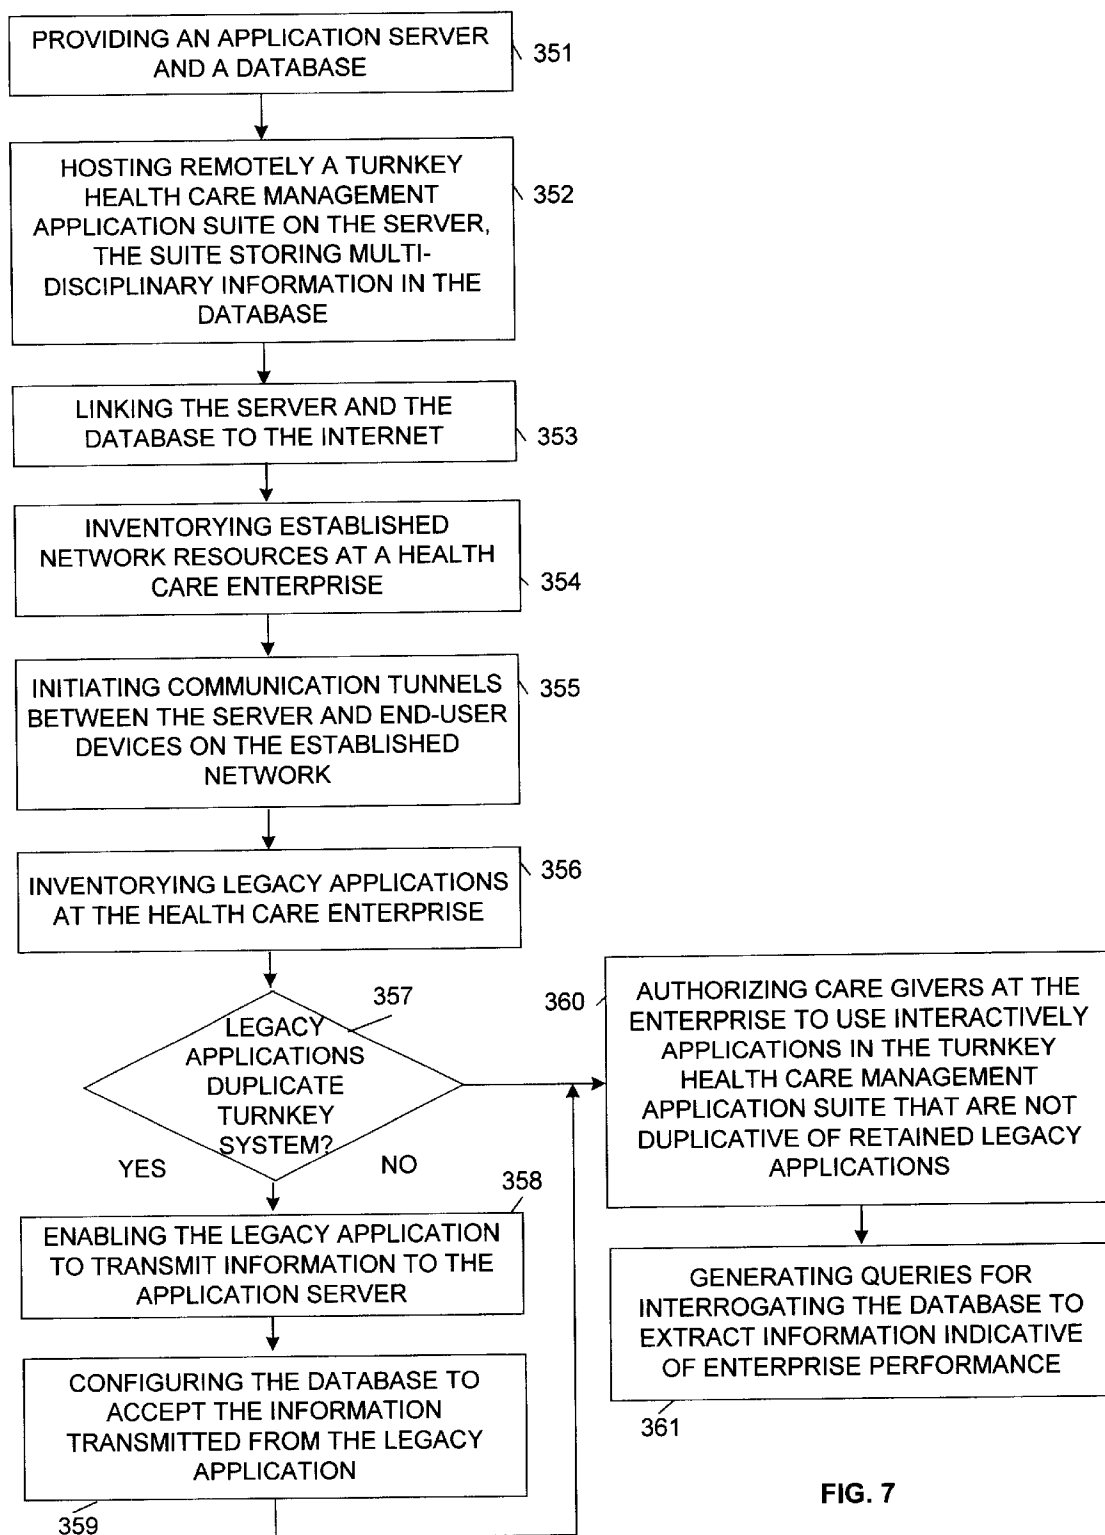 PROVIDING AN APPLICATION SERVER
AND A DATABASE
351
HOSTING REMOTELY A TURNKEY
HEALTH CARE MANAGEMENT
APPLICATION SUITE ON THE SERVER,
THE SUITE STORING MULTI-
DISCIPLINARY INFORMATION IN THE
DATABASE
352
LINKING THE SERVER AND THE
DATABASE TO THE INTERNET
353
INVENTORYING ESTABLISHED
NETWORK RESOURCES AT A HEALTH
CARE ENTERPRISE
354
INITIATING COMMUNICATION TUNNELS
BETWEEN THE SERVER AND END-USER
DEVICES ON THE ESTABLISHED
NETWORK
355
INVENTORYING LEGACY APPLICATIONS
AT THE HEALTH CARE ENTERPRISE
356
LEGACY
APPLICATIONS
DUPLICATE
TURNKEY
SYSTEM?
357
YES
NO
358
ENABLING THE LEGACY APPLICATION
TO TRANSMIT INFORMATION TO THE
APPLICATION SERVER
CONFIGURING THE DATABASE TO
ACCEPT THE INFORMATION
TRANSMITTED FROM THE LEGACY
APPLICATION
359
360
AUTHORIZING CARE GIVERS AT THE
ENTERPRISE TO USE INTERACTIVELY
APPLICATIONS IN THE TURNKEY
HEALTH CARE MANAGEMENT
APPLICATION SUITE THAT ARE NOT
DUPLICATIVE OF RETAINED LEGACY
APPLICATIONS
GENERATING QUERIES FOR
INTERROGATING THE DATABASE TO
EXTRACT INFORMATION INDICATIVE
OF ENTERPRISE PERFORMANCE
361
FIG. 7